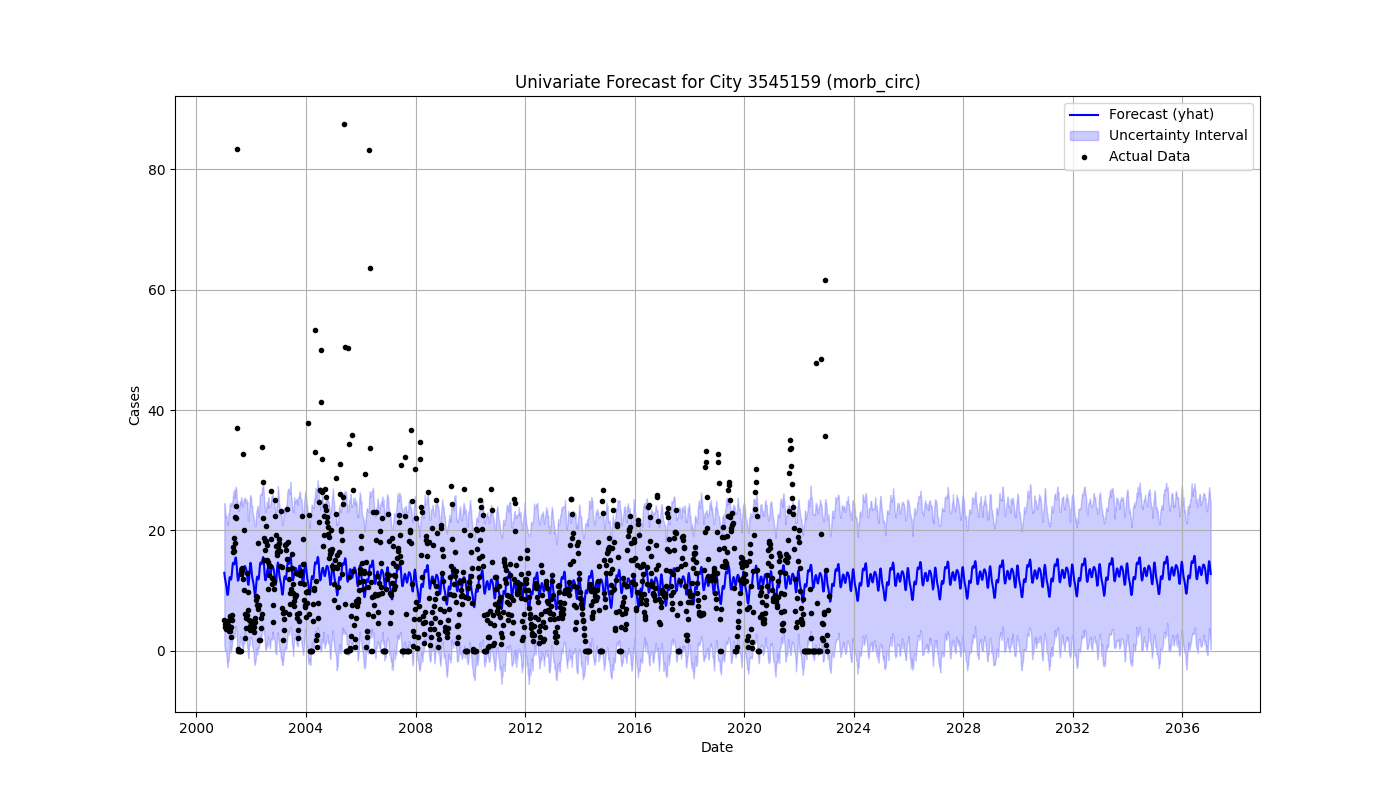 Univariate Forecast for City 3545159 (morb_circ)
Forecast (yhat)
Uncertainty Interval
Actual Data
Cases
80
60
40
20
0
2000 2004 2008 2012 2016 2020 2024 2028 2032 2036
Date